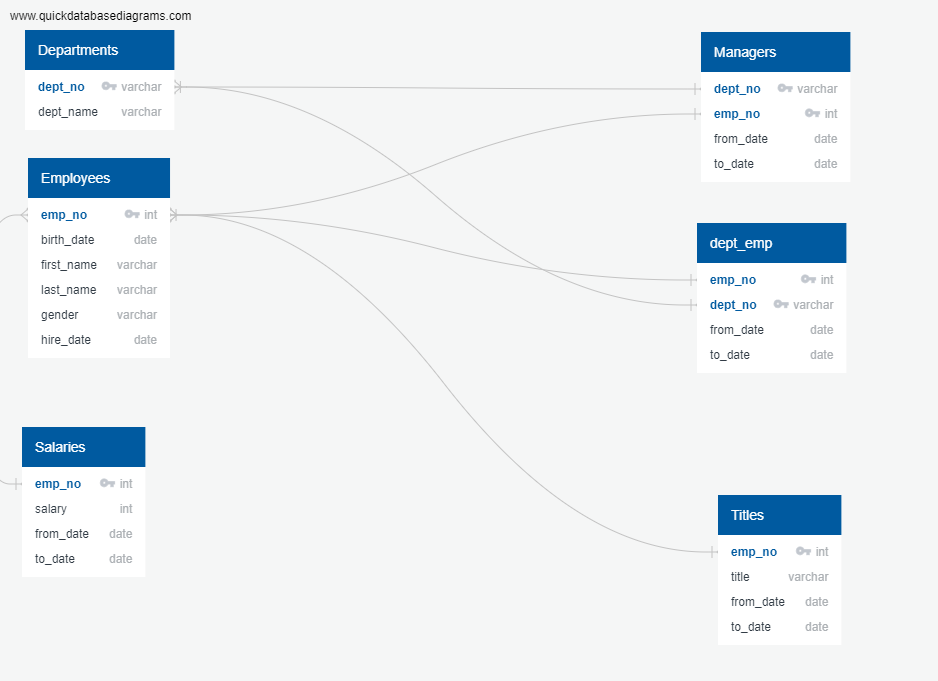 www.quickdatabasediagrams.com
Departments
dept_no varchar
dept_name varchar
Employees
emp_no int
birth_date date
first_name varchar
last_name varchar
gender varchar
hire_date date
Salaries
emp_no int
salary int
from_date date
to_date date
Managers
dept_no varchar
emp_no int
from_date date
to_date date
dept_emp
emp_no int
dept_no varchar
from_date date
to_date date
Titles
emp_no int
title varchar
from_date date
to_date date